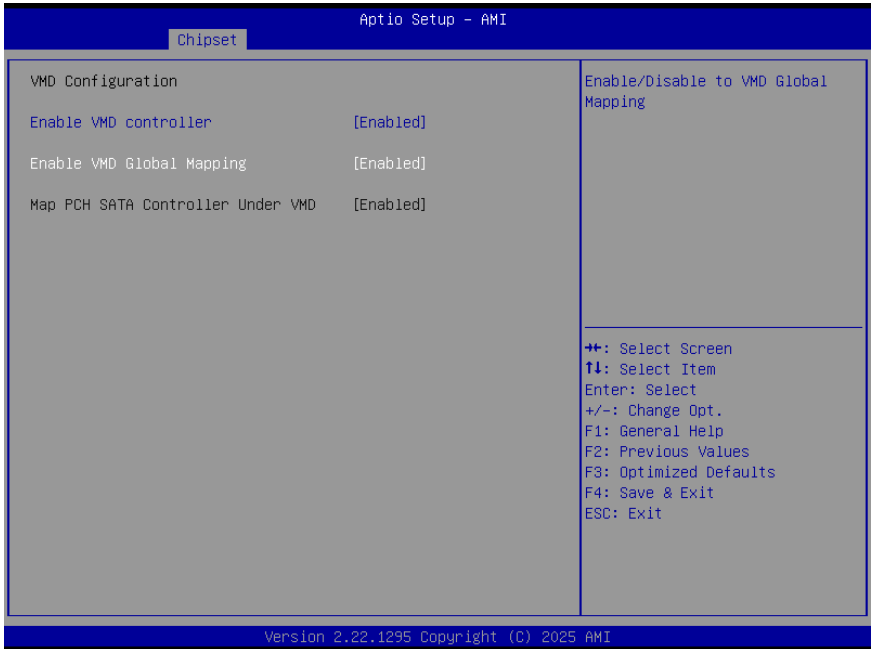 Aptio Setup – AMI
Chipset
VMD Configuration
Enable VMD controller [Enabled]
Enable VMD Global Mapping [Enabled]
Map PCH SATA Controller Under VMD [Enabled]
Enable/Disable to VMD Global
Mapping
→←: Select Screen
↑↓: Select Item
Enter: Select
+/-: Change Opt.
F1: General Help
F2: Previous Values
F3: Optimized Defaults
F4: Save & Exit
ESC: Exit
Version 2.22.1295 Copyright (C) 2025 AMI